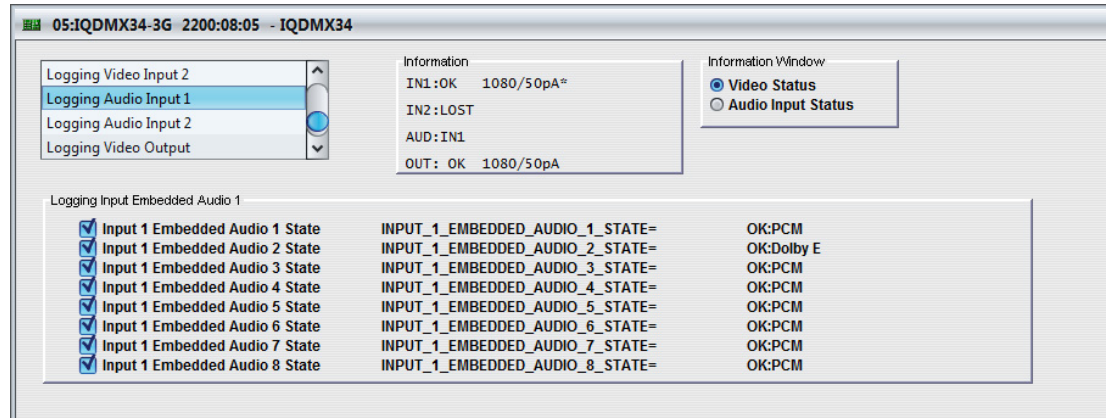 05:IQDMX34-3G 2200:08:05 - IQDMX34
Logging Video Input 2
Logging Audio Input 1
Logging Audio Input 2
Logging Video Output
Information
IN1:OK 1080/50pA*
IN2:LOST
AUD:IN1
OUT: OK 1080/50pA
Information Window
Video Status
Audio Input Status
Logging Input Embedded Audio 1
Input 1 Embedded Audio 1 State INPUT_1_EMBEDDED_AUDIO_1_STATE= OK:PCM
Input 1 Embedded Audio 2 State INPUT_1_EMBEDDED_AUDIO_2_STATE= OK:Dolby E
Input 1 Embedded Audio 3 State INPUT_1_EMBEDDED_AUDIO_3_STATE= OK:PCM
Input 1 Embedded Audio 4 State INPUT_1_EMBEDDED_AUDIO_4_STATE= OK:PCM
Input 1 Embedded Audio 5 State INPUT_1_EMBEDDED_AUDIO_5_STATE= OK:PCM
Input 1 Embedded Audio 6 State INPUT_1_EMBEDDED_AUDIO_6_STATE= OK:PCM
Input 1 Embedded Audio 7 State INPUT_1_EMBEDDED_AUDIO_7_STATE= OK:PCM
Input 1 Embedded Audio 8 State INPUT_1_EMBEDDED_AUDIO_8_STATE= OK:PCM